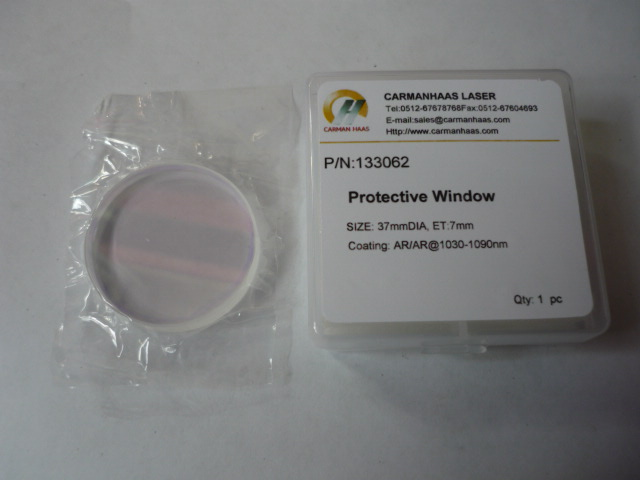 CARMAN HAAS
CARMANHAAS LASER
Tel:0512-67678768Fax:0512-67604693
E-mail:sales@carmanhaas.com
Http://www.carmanhaas.com
P/N:133062
Protective Window
SIZE: 37mmDIA, ET:7mm
Coating: AR/AR@1030-1090nm
Qty: 1 pc